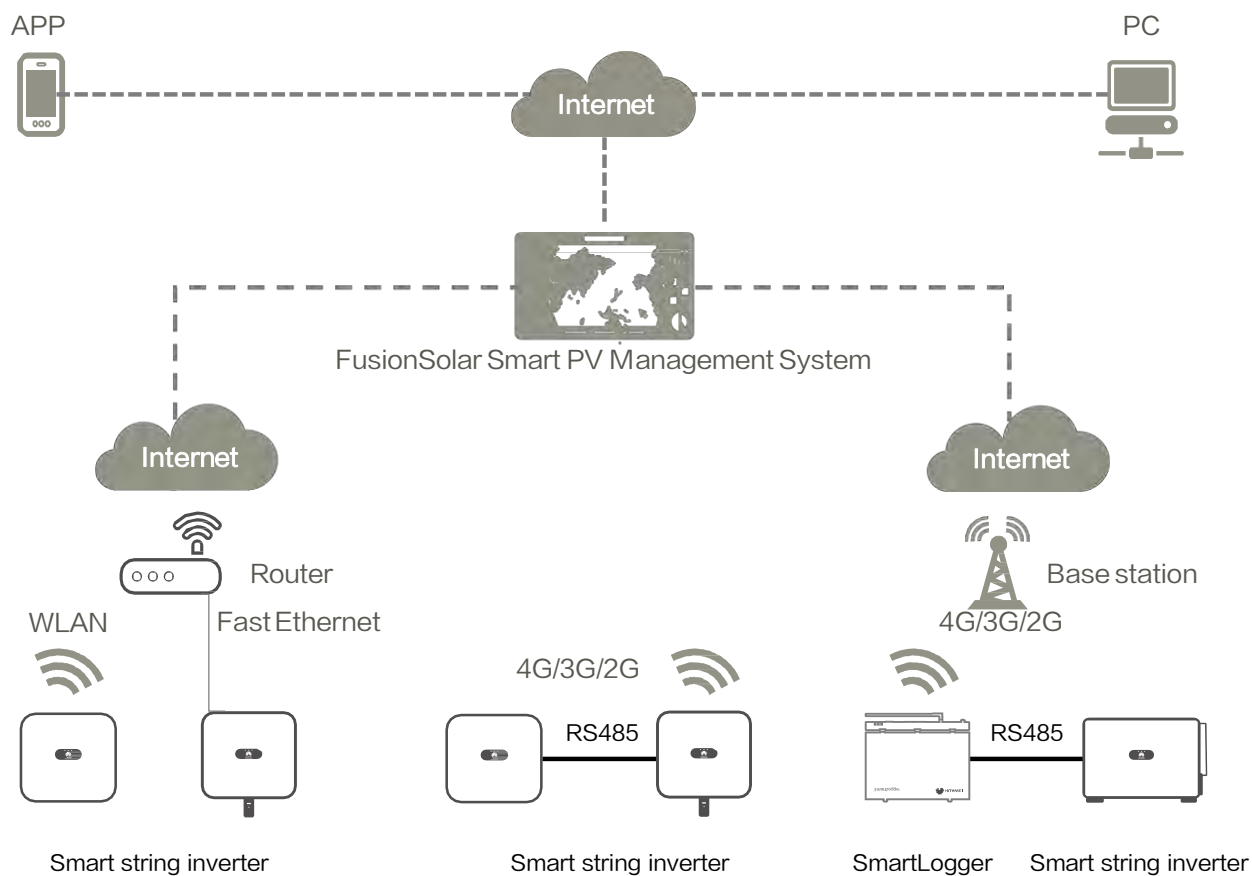 APP
PC
Internet
FusionSolar Smart PV Management System
Internet
Internet
Router
Base station
WLAN
Fast Ethernet
4G/3G/2G
4G/3G/2G
RS485
RS485
Smart string inverter
Smart string inverter
SmartLogger
Smart string inverter